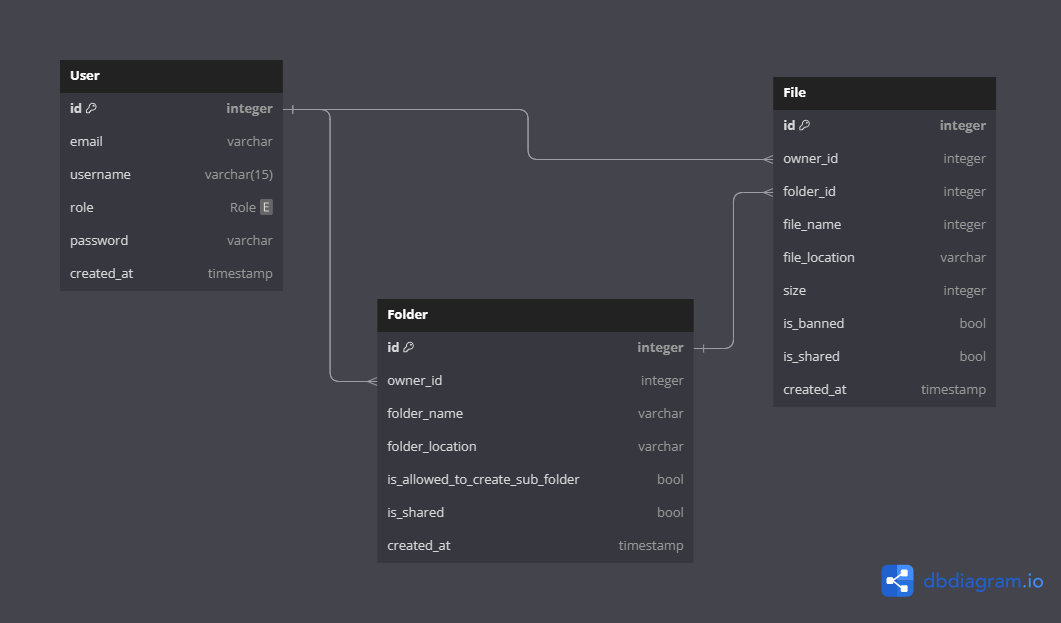 User
id integer
email varchar
username varchar(15)
role Role E
password varchar
created_at timestamp
File
id integer
owner_id integer
folder_id integer
file_name integer
file_location varchar
size integer
is_banned bool
is_shared bool
created_at timestamp
Folder
id integer
owner_id integer
folder_name varchar
folder_location varchar
is_allowed_to_create_sub_folder bool
is_shared bool
created_at timestamp
dbdiagram.io